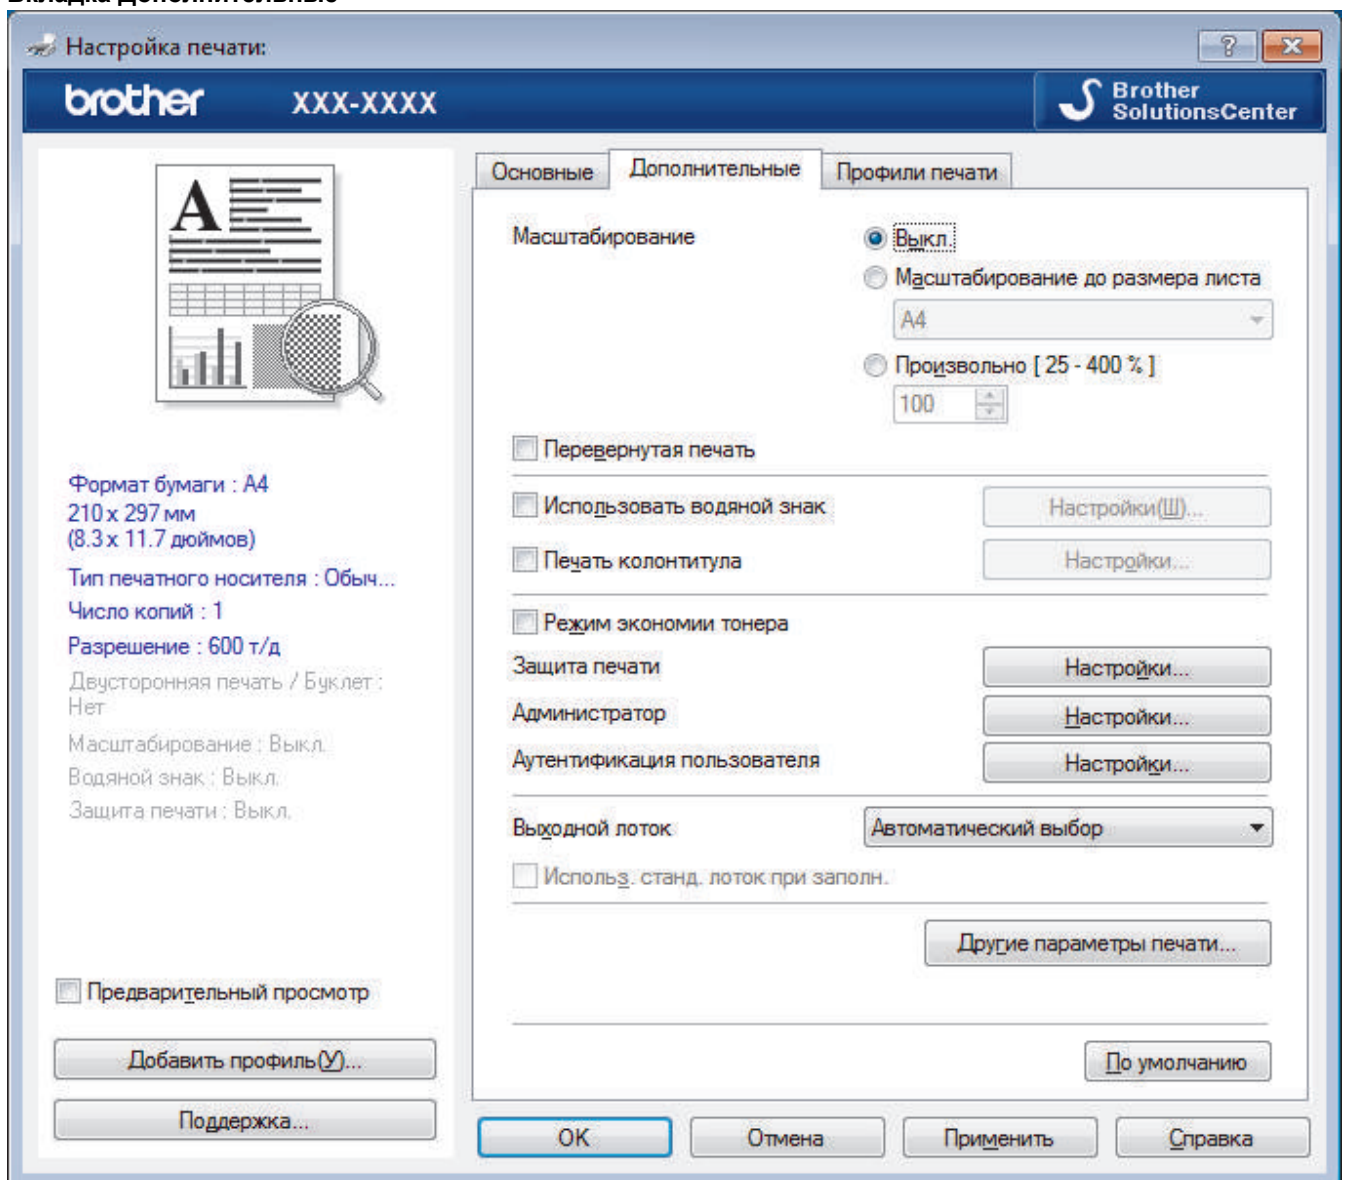 Вкладка Дополнительные
Настройка печати:
brother
XXX-XXXX
Brother
SolutionsCenter
A
Формат бумаги : A4
210 x 297 мм
(8.3 x 11.7 дюймов)
Тип печатного носителя : Обыч...
Число копий : 1
Разрешение : 600 т/д
Двусторонняя печать / Буклет :
Нет
Масштабирование : Выкл.
Водяной знак : Выкл.
Защита печати : Выкл.
Предварительный просмотр
Добавить профиль(У)...
Поддержка...
Основные
Дополнительные
Профили печати
Масштабирование
Выкл.
Масштабирование до размера листа
A4
Произвольно [ 25 - 400 % ]
100
Перевернутая печать
Использовать водяной знак
Настройки(Ш)...
Печать колонтитула
Настройки...
Режим экономии тонера
Защита печати
Настройки...
Администратор
Настройки...
Аутентификация пользователя
Настройки...
Выходной лоток
Автоматический выбор
Использ. станд. лоток при заполн.
Другие параметры печати...
По умолчанию
OK
Отмена
Применить
Справка